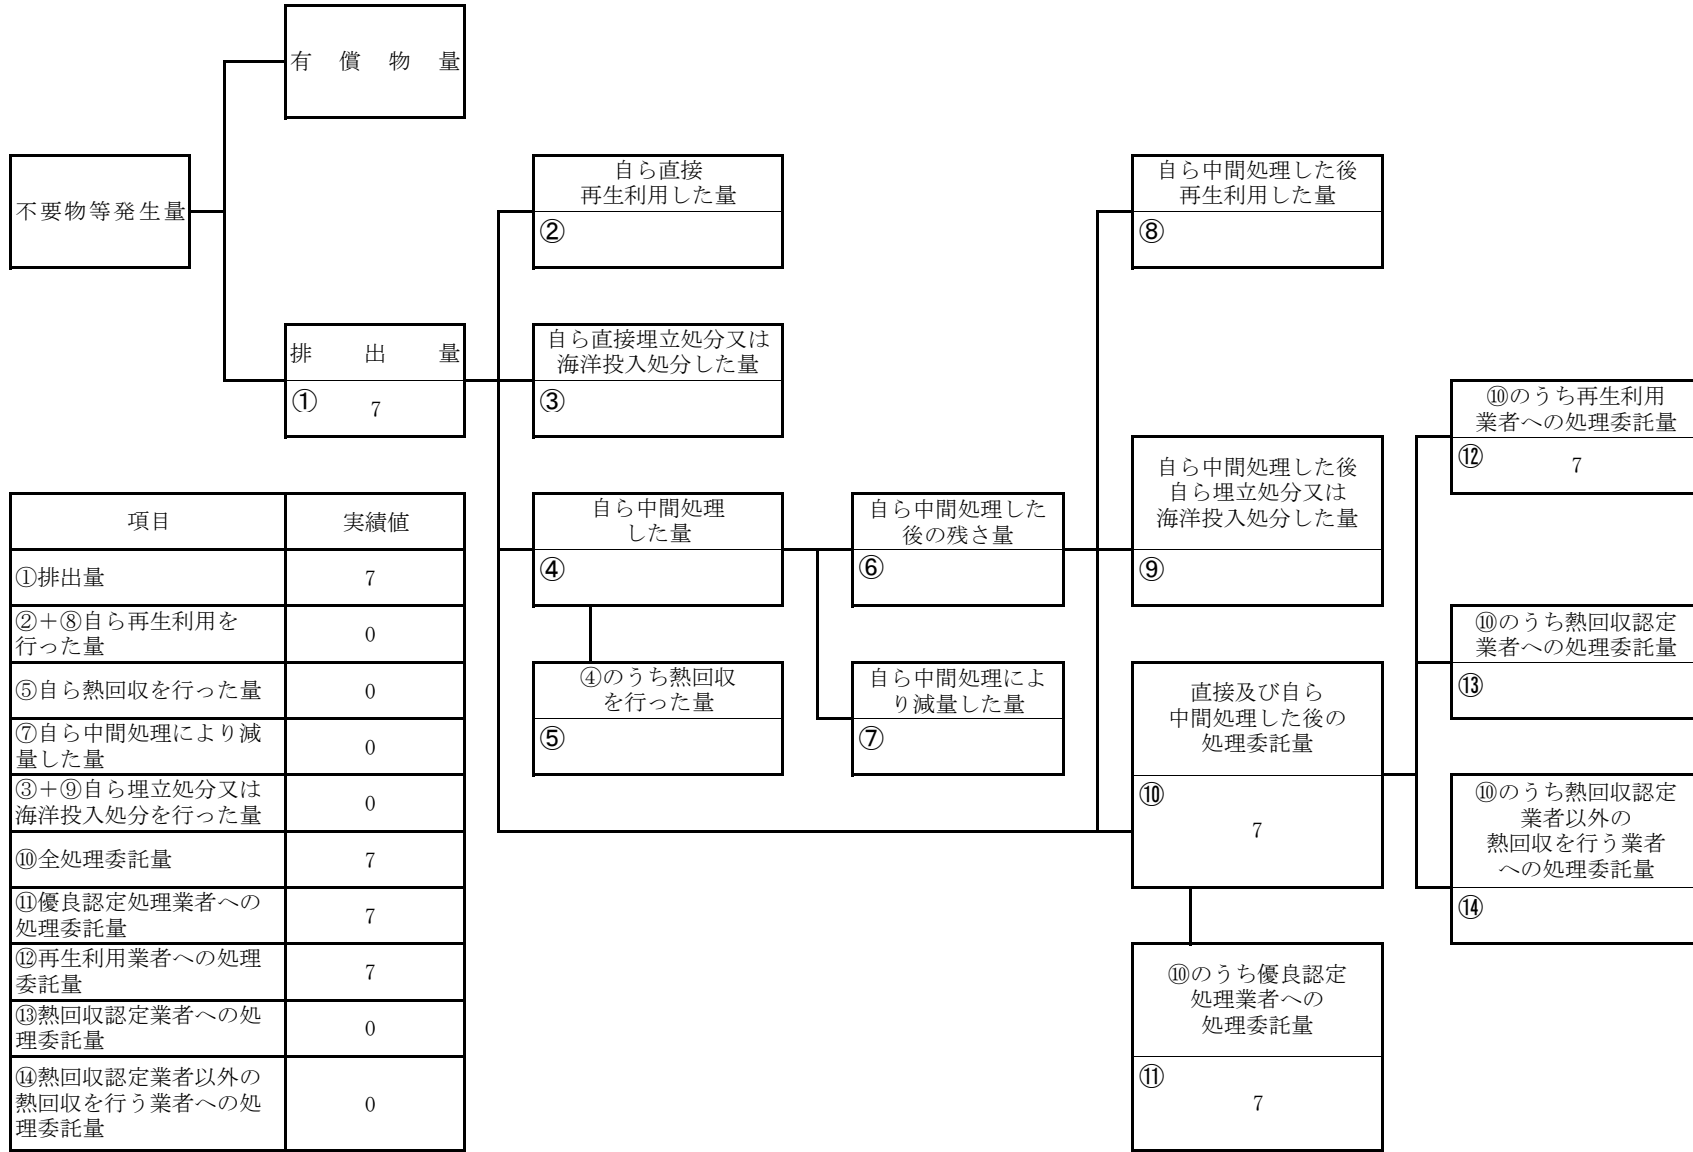 有償物量
不要物等発生量
排出量
① 7
自ら直接
再生利用した量
②
自ら直接埋立処分又は
海洋投入処分した量
③
自ら中間処理
した量
④
④のうち熱回収
を行った量
⑤
自ら中間処理した
後の残さ量
⑥
自ら中間処理によ
り減量した量
⑦
自ら中間処理した後
再生利用した量
⑧
自ら中間処理した後
自ら埋立処分又は
海洋投入処分した量
⑨
直接及び自ら
中間処理した後の
処理委託量
⑩
7
⑩のうち優良認定
処理業者への
処理委託量
⑪
7
⑩のうち再生利用
業者への処理委託量
⑫ 7
⑩のうち熱回収認定
業者への処理委託量
⑬
⑩のうち熱回収認定
業者以外の
熱回収を行う業者
への処理委託量
⑭
項目 実績値
①排出量 7
②＋⑧自ら再生利用を
行った量 0
⑤自ら熱回収を行った量 0
⑦自ら中間処理により減
量した量 0
③＋⑨自ら埋立処分又は
海洋投入処分を行った量 0
⑩全処理委託量 7
⑪優良認定処理業者への
処理委託量 7
⑫再生利用業者への処理
委託量 7
⑬熱回収認定業者への処
理委託量 0
⑭熱回収認定業者以外の
熱回収を行う業者への処 0
理委託量